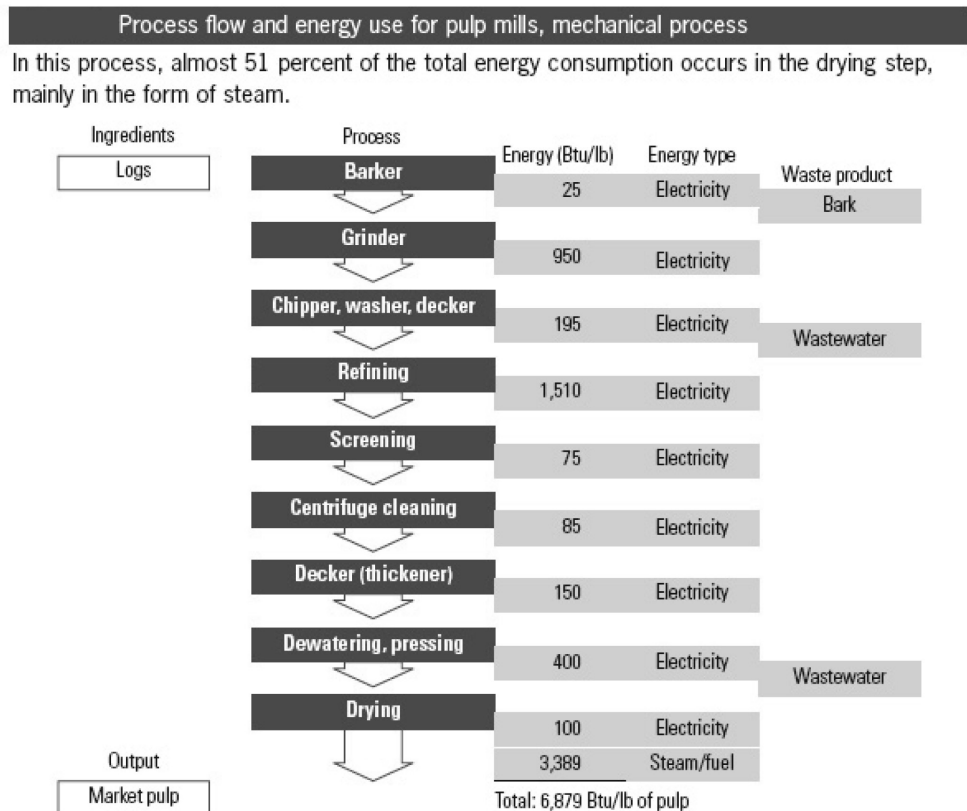 Process flow and energy use for pulp mills, mechanical process
In this process, almost 51 percent of the total energy consumption occurs in the drying step,
mainly in the form of steam.
Ingredients
Process
Energy (Btu/lb)
Energy type
Waste product
Logs
Barker
25
Electricity
Bark
Grinder
950
Electricity
Chipper, washer, decker
195
Electricity
Wastewater
Refining
1,510
Electricity
Screening
75
Electricity
Centrifuge cleaning
85
Electricity
Decker (thickener)
150
Electricity
Dewatering, pressing
400
Electricity
Wastewater
Drying
100
Electricity
3,389
Steam/fuel
Output
Market pulp
Total: 6,879 Btu/lb of pulp